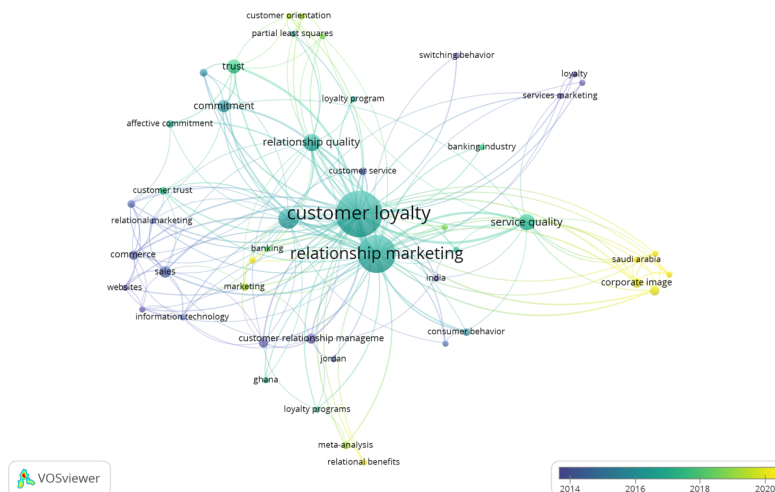 customer orientation
partial least squares
switching behavior
trust
loyalty
services marketing
loyalty program
commitment
affective commitment
relationship quality
banking industry
customer service
customer trust
customer loyalty
relational marketing
service quality
commerce
banking
relationship marketing
saudi arabia
sales
india
corporate image
websites
marketing
information technology
consumer behavior
customer relationship manageme
jordan
ghana
loyalty programs
meta-analysis
relational benefits
VOSviewer
2014 2016 2018 2020